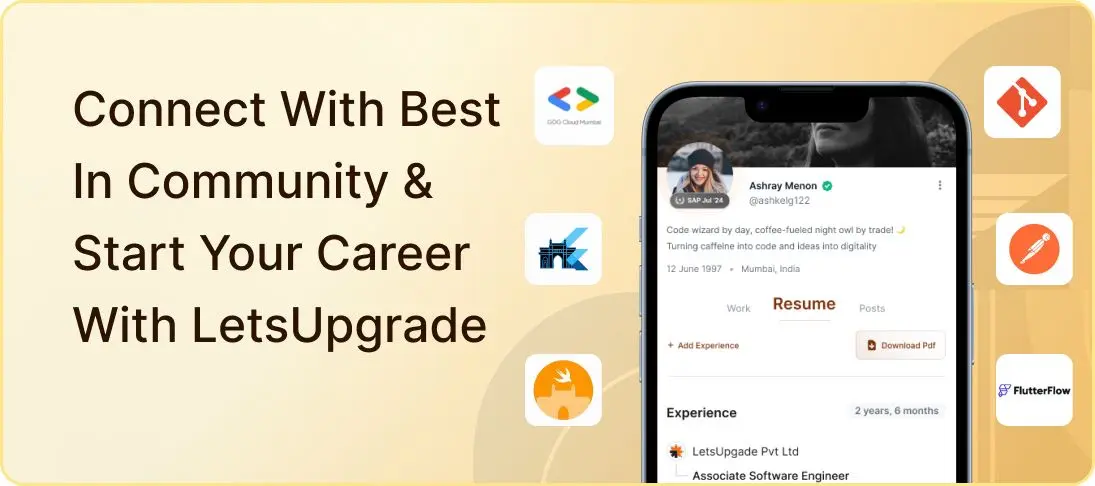 Connect With Best
In Community &
Start Your Career
With LetsUpgrade
GDG Cloud Mumbai
SAP Jul '24
Ashray Menon
@ashkelg122
Code wizard by day, coffee-fueled night owl by trade!
Turning caffeine into code and ideas into digitality
12 June 1997 • Mumbai, India
Work Resume Posts
+ Add Experience Download Pdf
Experience 2 years, 6 months
LetsUpgade Pvt Ltd
Associate Software Engineer
FlutterFlow